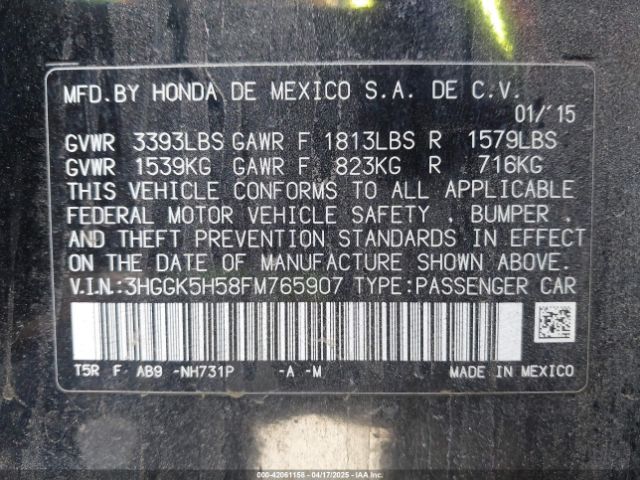 MFD.BY HONDA DE MEXICO S.A. DE C.V.
01/'15
GVWR 3393LBS GAWR F 1813LBS R 1579LBS
GVWR 1539KG GAWR F 823KG R 716KG
THIS VEHICLE CONFORMS TO ALL APPLICABLE
FEDERAL MOTOR VEHICLE SAFETY , BUMPER ,
AND THEFT PREVENTION STANDARDS IN EFFECT
ON THE DATE OF MANUFACTURE SHOWN ABOVE.
V.I.N.:3HGGK5H58FM765907 TYPE:PASSENGER CAR
T5R F AB9 -NH731P -A -M MADE IN MEXICO
000-42061158 - 04/17/2025 - IAAI.COM